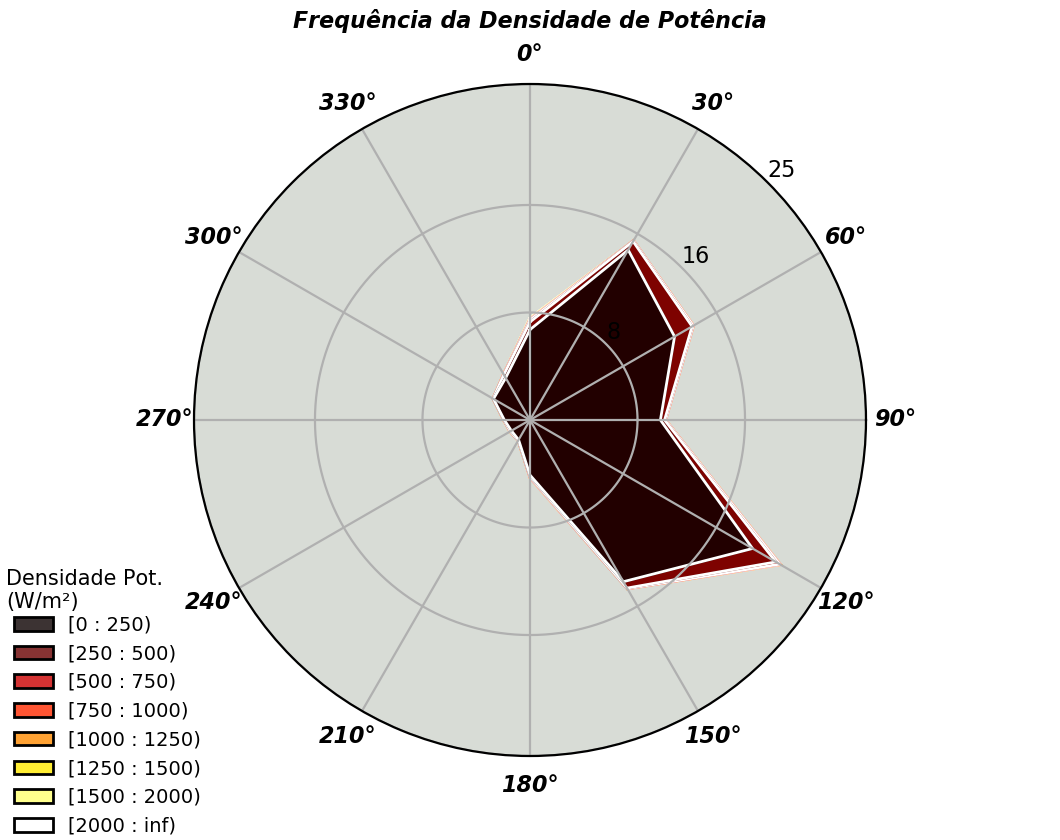 Frequência da Densidade de Potência
0°
330°
30°
25
300°
60°
16
8
270°
90°
240°
120°
210°
150°
180°
Densidade Pot.
(W/m²)
[0 : 250)
[250 : 500)
[500 : 750)
[750 : 1000)
[1000 : 1250)
[1250 : 1500)
[1500 : 2000)
[2000 : inf)